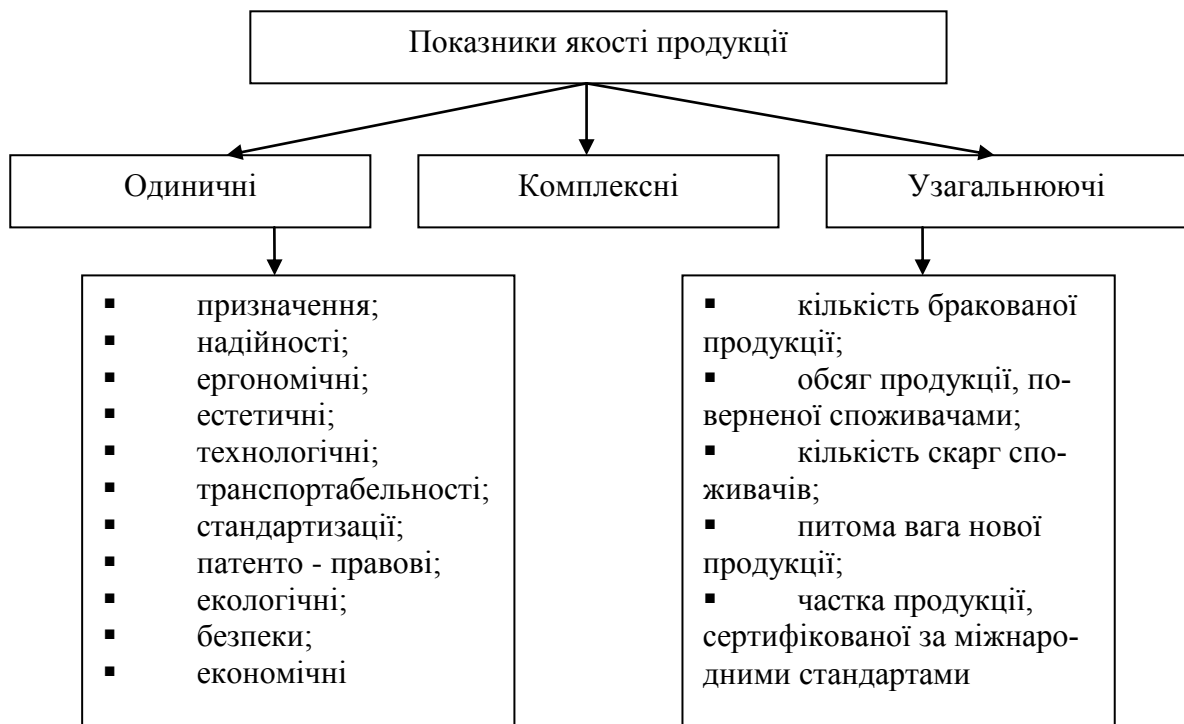 Показники якості продукції
Одиничні
Комплексні
Узагальнюючі
▪ призначення;
▪ надійності;
▪ ергономічні;
▪ естетичні;
▪ технологічні;
▪ транспортабельності;
▪ стандартизації;
▪ патенто - правові;
▪ екологічні;
▪ безпеки;
▪ економічні
▪ кількість бракованої
продукції;
▪ обсяг продукції, по-
верненої споживачами;
▪ кількість скарг спо-
живачів;
▪ питома вага нової
продукції;
▪ частка продукції,
сертифікованої за міжнаро-
дними стандартами